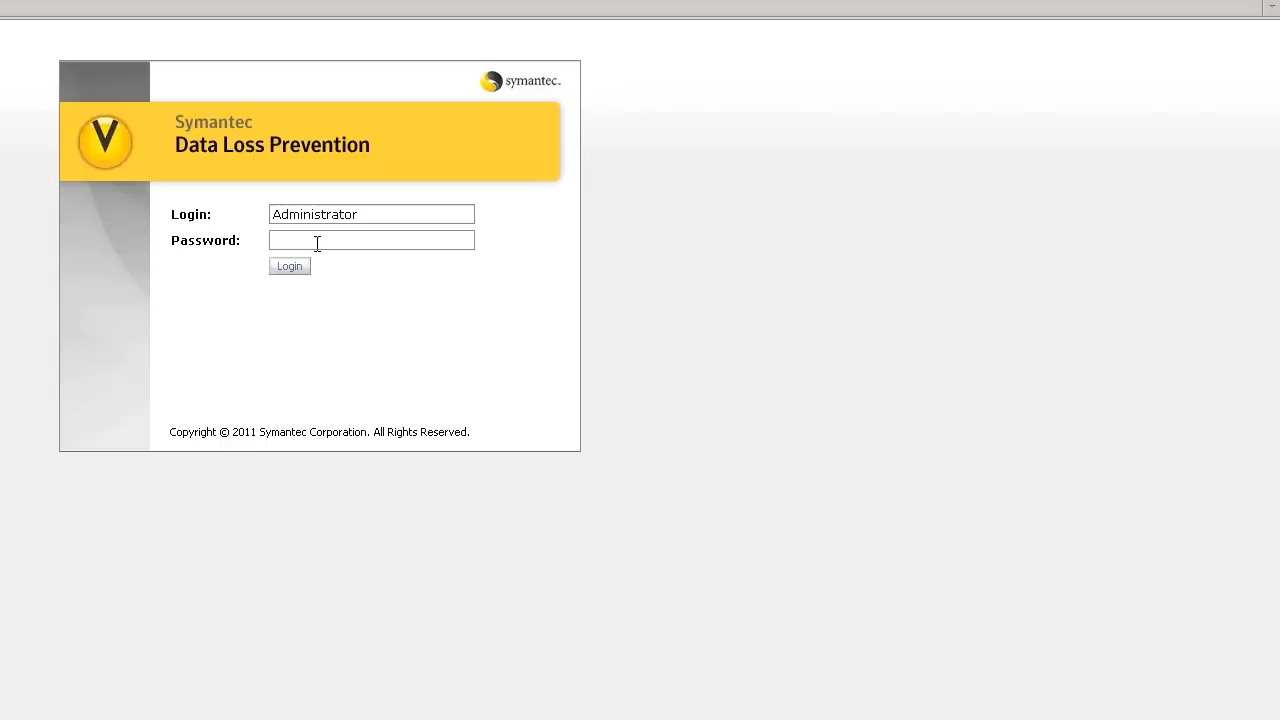 symantec.
Symantec
Data Loss Prevention
Login:
Administrator
Password:
Login
Copyright © 2011 Symantec Corporation. All Rights Reserved.